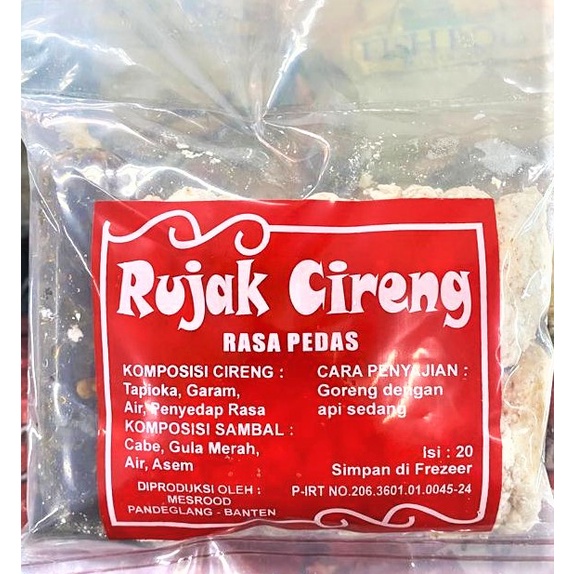 Rujak Cireng
RASA PEDAS
KOMPOSISI CIRENG :
Tapioka, Garam,
Air, Penyedap Rasa
KOMPOSISI SAMBAL :
Cabe, Gula Merah,
Air, Asem
DIPRODUKSI OLEH :
MESROOD
PANDEGLANG - BANTEN
CARA PENYAJIAN :
Goreng dengan
api sedang
Isi : 20
Simpan di Frezeer
P-IRT NO.206.3601.01.0045-24